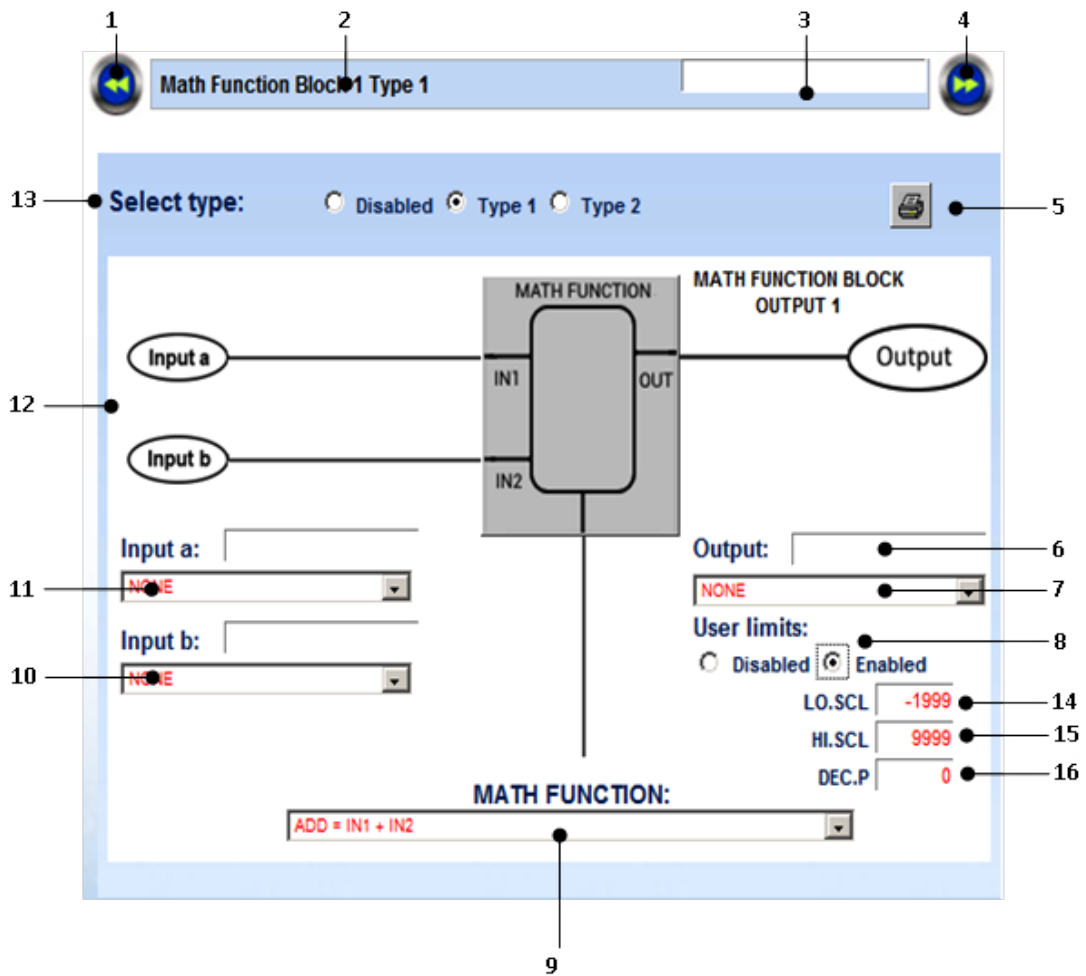 1 2 3 4
Math Function Block 1 Type 1
13 Select type: Disabled Type 1 Type 2 5
MATH FUNCTION
MATH FUNCTION BLOCK
OUTPUT 1
Input a IN1 OUT Output
12
Input b IN2
Input a: Output: 6
11 NONE NONE 7
Input b: User limits: 8
10 NONE Disabled Enabled
LO.SCL -1999 14
HI.SCL 9999 15
DEC.P 0 16
MATH FUNCTION:
ADD = IN1 + IN2
9